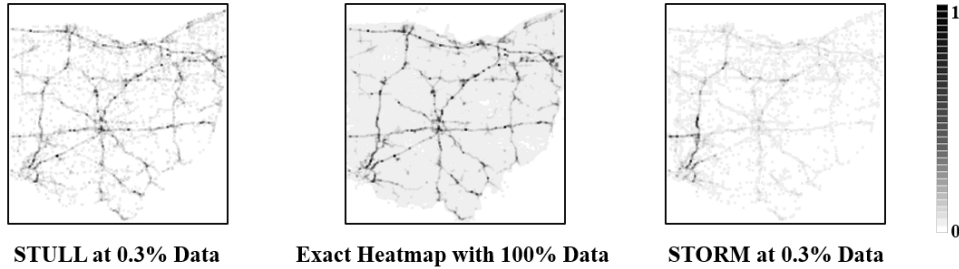 1
0
STULL at 0.3% Data
Exact Heatmap with 100% Data
STORM at 0.3% Data